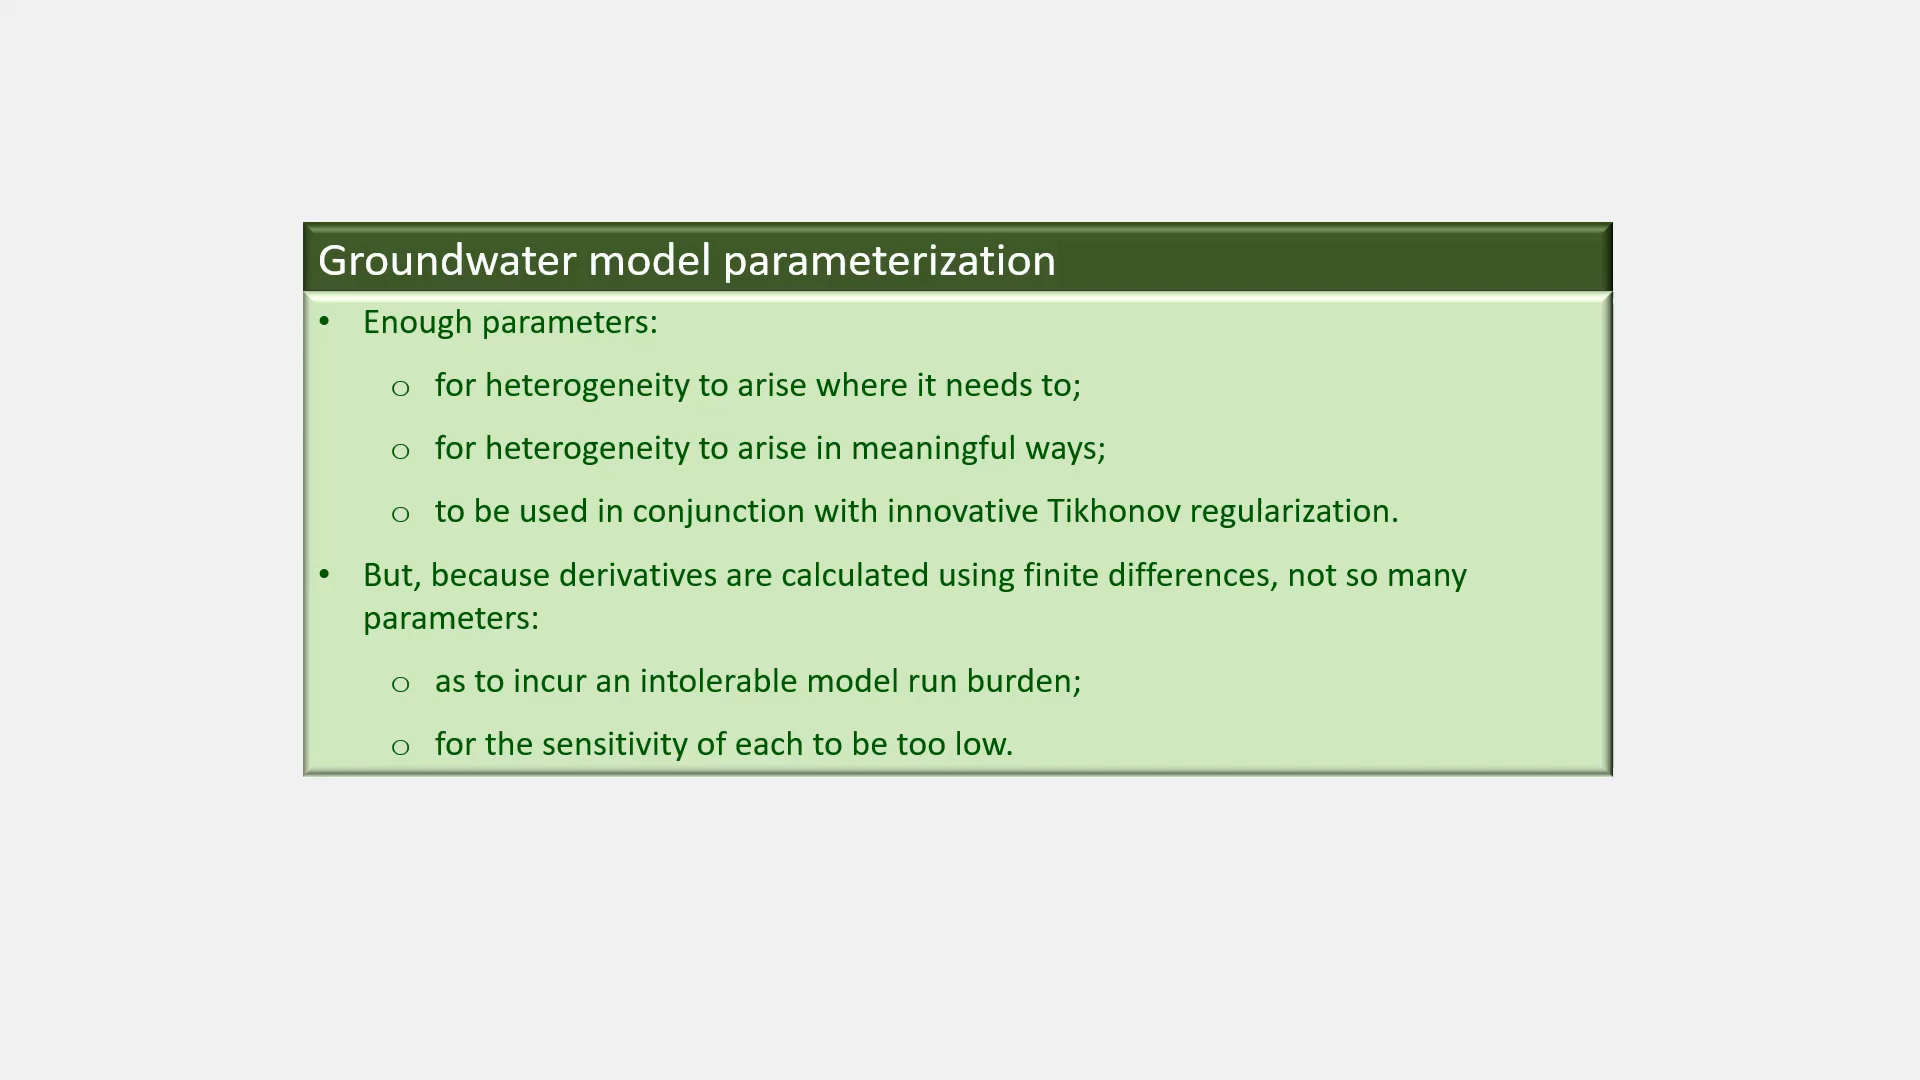 Groundwater model parameterization
• Enough parameters:
o for heterogeneity to arise where it needs to;
o for heterogeneity to arise in meaningful ways;
o to be used in conjunction with innovative Tikhonov regularization.
• But, because derivatives are calculated using finite differences, not so many
parameters:
o as to incur an intolerable model run burden;
o for the sensitivity of each to be too low.